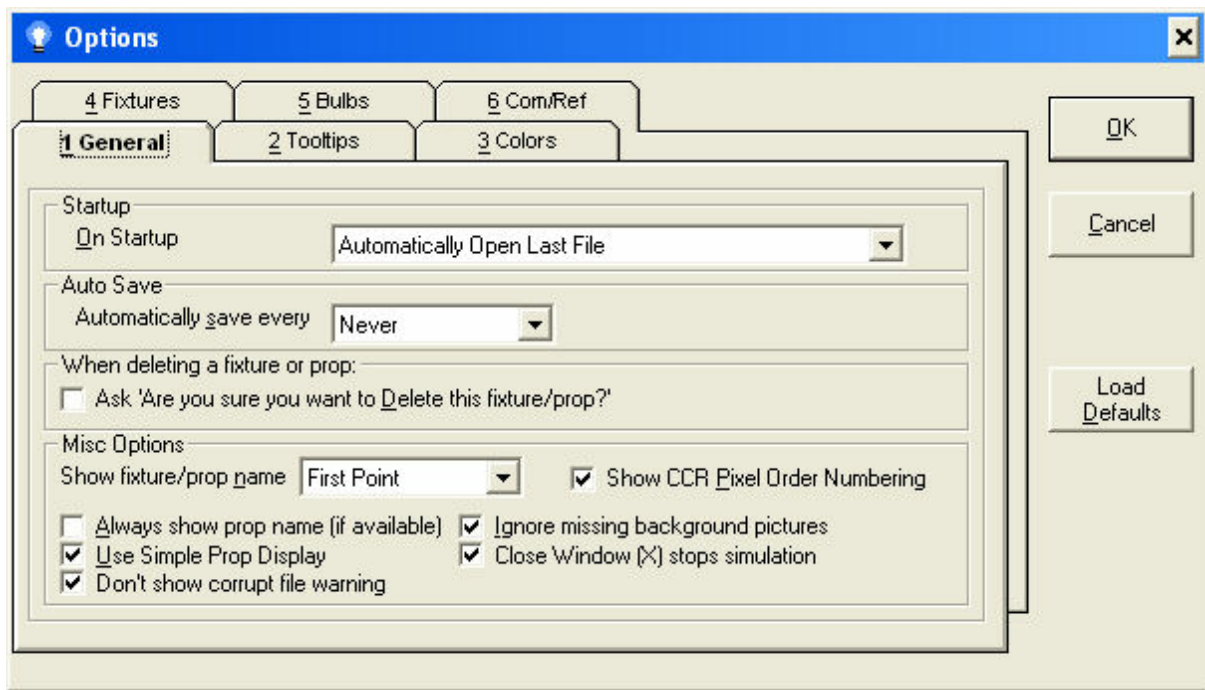 Options
4 Fixtures
5 Bulbs
6 Com/Ref
1 General
2 Tooltips
3 Colors
OK
Cancel
Load
Defaults
Startup
On Startup
Automatically Open Last File
Auto Save
Automatically save every
Never
When deleting a fixture or prop:
Ask 'Are you sure you want to Delete this fixture/prop?'
Misc Options
Show fixture/prop name
First Point
Show CCR Pixel Order Numbering
Always show prop name (if available)
Ignore missing background pictures
Use Simple Prop Display
Close Window (X) stops simulation
Don't show corrupt file warning